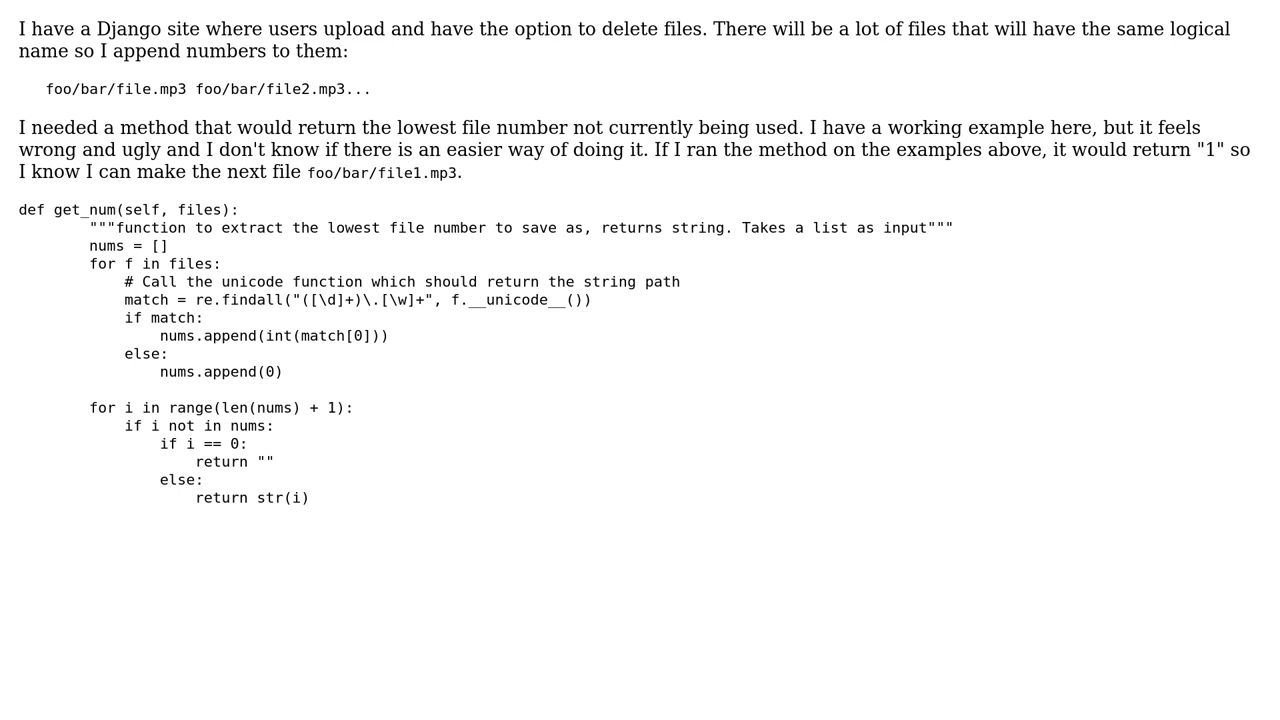 I have a Django site where users upload and have the option to delete files. There will be a lot of files that will have the same logical
name so I append numbers to them:
foo/bar/file.mp3 foo/bar/file2.mp3...
I needed a method that would return the lowest file number not currently being used. I have a working example here, but it feels
wrong and ugly and I don't know if there is an easier way of doing it. If I ran the method on the examples above, it would return "1" so
I know I can make the next file foo/bar/file1.mp3.
def get_num(self, files):
        """function to extract the lowest file number to save as, returns string. Takes a list as input"""
        nums = []
        for f in files:
            # Call the unicode function which should return the string path
            match = re.findall("([\d]+)\.[\w]+", f.__unicode__())
            if match:
                nums.append(int(match[0]))
            else:
                nums.append(0)
        for i in range(len(nums) + 1):
            if i not in nums:
                if i == 0:
                    return ""
                else:
                    return str(i)